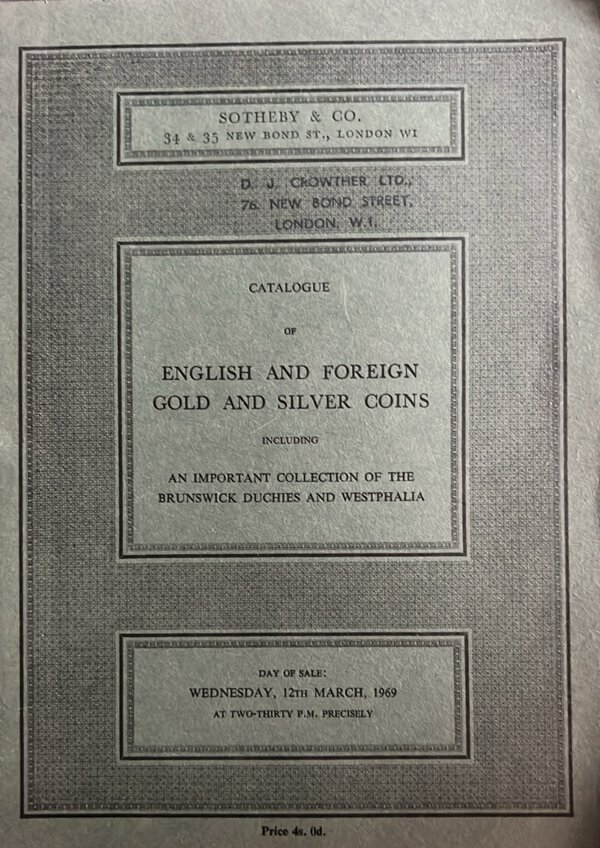 SOTHEBY & CO.
34 & 35 NEW BOND ST., LONDON W1
D. J. CROWTHER LTD.,
76, NEW BOND STREET,
LONDON, W.1.
CATALOGUE
OF
ENGLISH AND FOREIGN
GOLD AND SILVER COINS
INCLUDING
AN IMPORTANT COLLECTION OF THE
BRUNSWICK DUCHIES AND WESTPHALIA
DAY OF SALE:
WEDNESDAY, 12TH MARCH, 1969
AT TWO-THIRTY P.M. PRECISELY
Price 4s. 0d.